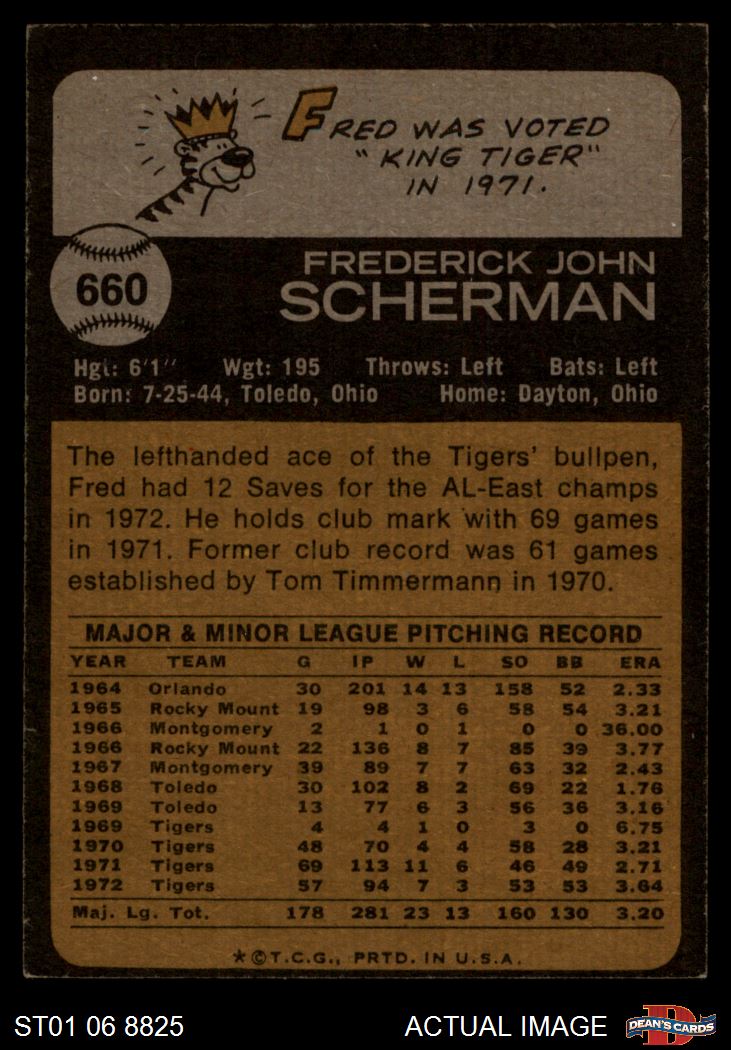 FRED WAS VOTED
"KING TIGER"
IN 1971.
660
FREDERICK JOHN
SCHERMAN
Hgt: 6'1" Wgt: 195 Throws: Left Bats: Left
Born: 7-25-44, Toledo, Ohio Home: Dayton, Ohio
The lefthanded ace of the Tigers' bullpen,
Fred had 12 Saves for the AL-East champs
in 1972. He holds club mark with 69 games
in 1971. Former club record was 61 games
established by Tom Timmermann in 1970.
MAJOR & MINOR LEAGUE PITCHING RECORD
YEAR TEAM G IP W L SO BB ERA
1964 Orlando 30 201 14 13 158 52 2.33
1965 Rocky Mount 19 98 3 6 58 54 3.21
1966 Montgomery 2 1 0 1 0 0 36.00
1966 Rocky Mount 22 136 8 7 85 39 3.77
1967 Montgomery 39 89 7 7 63 32 2.43
1968 Toledo 30 102 8 2 69 22 1.76
1969 Toledo 13 77 6 3 56 36 3.16
1969 Tigers 4 4 1 0 3 0 6.75
1970 Tigers 48 70 4 4 58 28 3.21
1971 Tigers 69 113 11 6 46 49 2.71
1972 Tigers 57 94 7 3 53 53 3.64
Maj. Lg. Tot. 178 281 23 13 160 130 3.20
*©T.C.G., PRTD. IN U.S.A.
ST01 06 8825 ACTUAL IMAGE DEAN'S CARDS